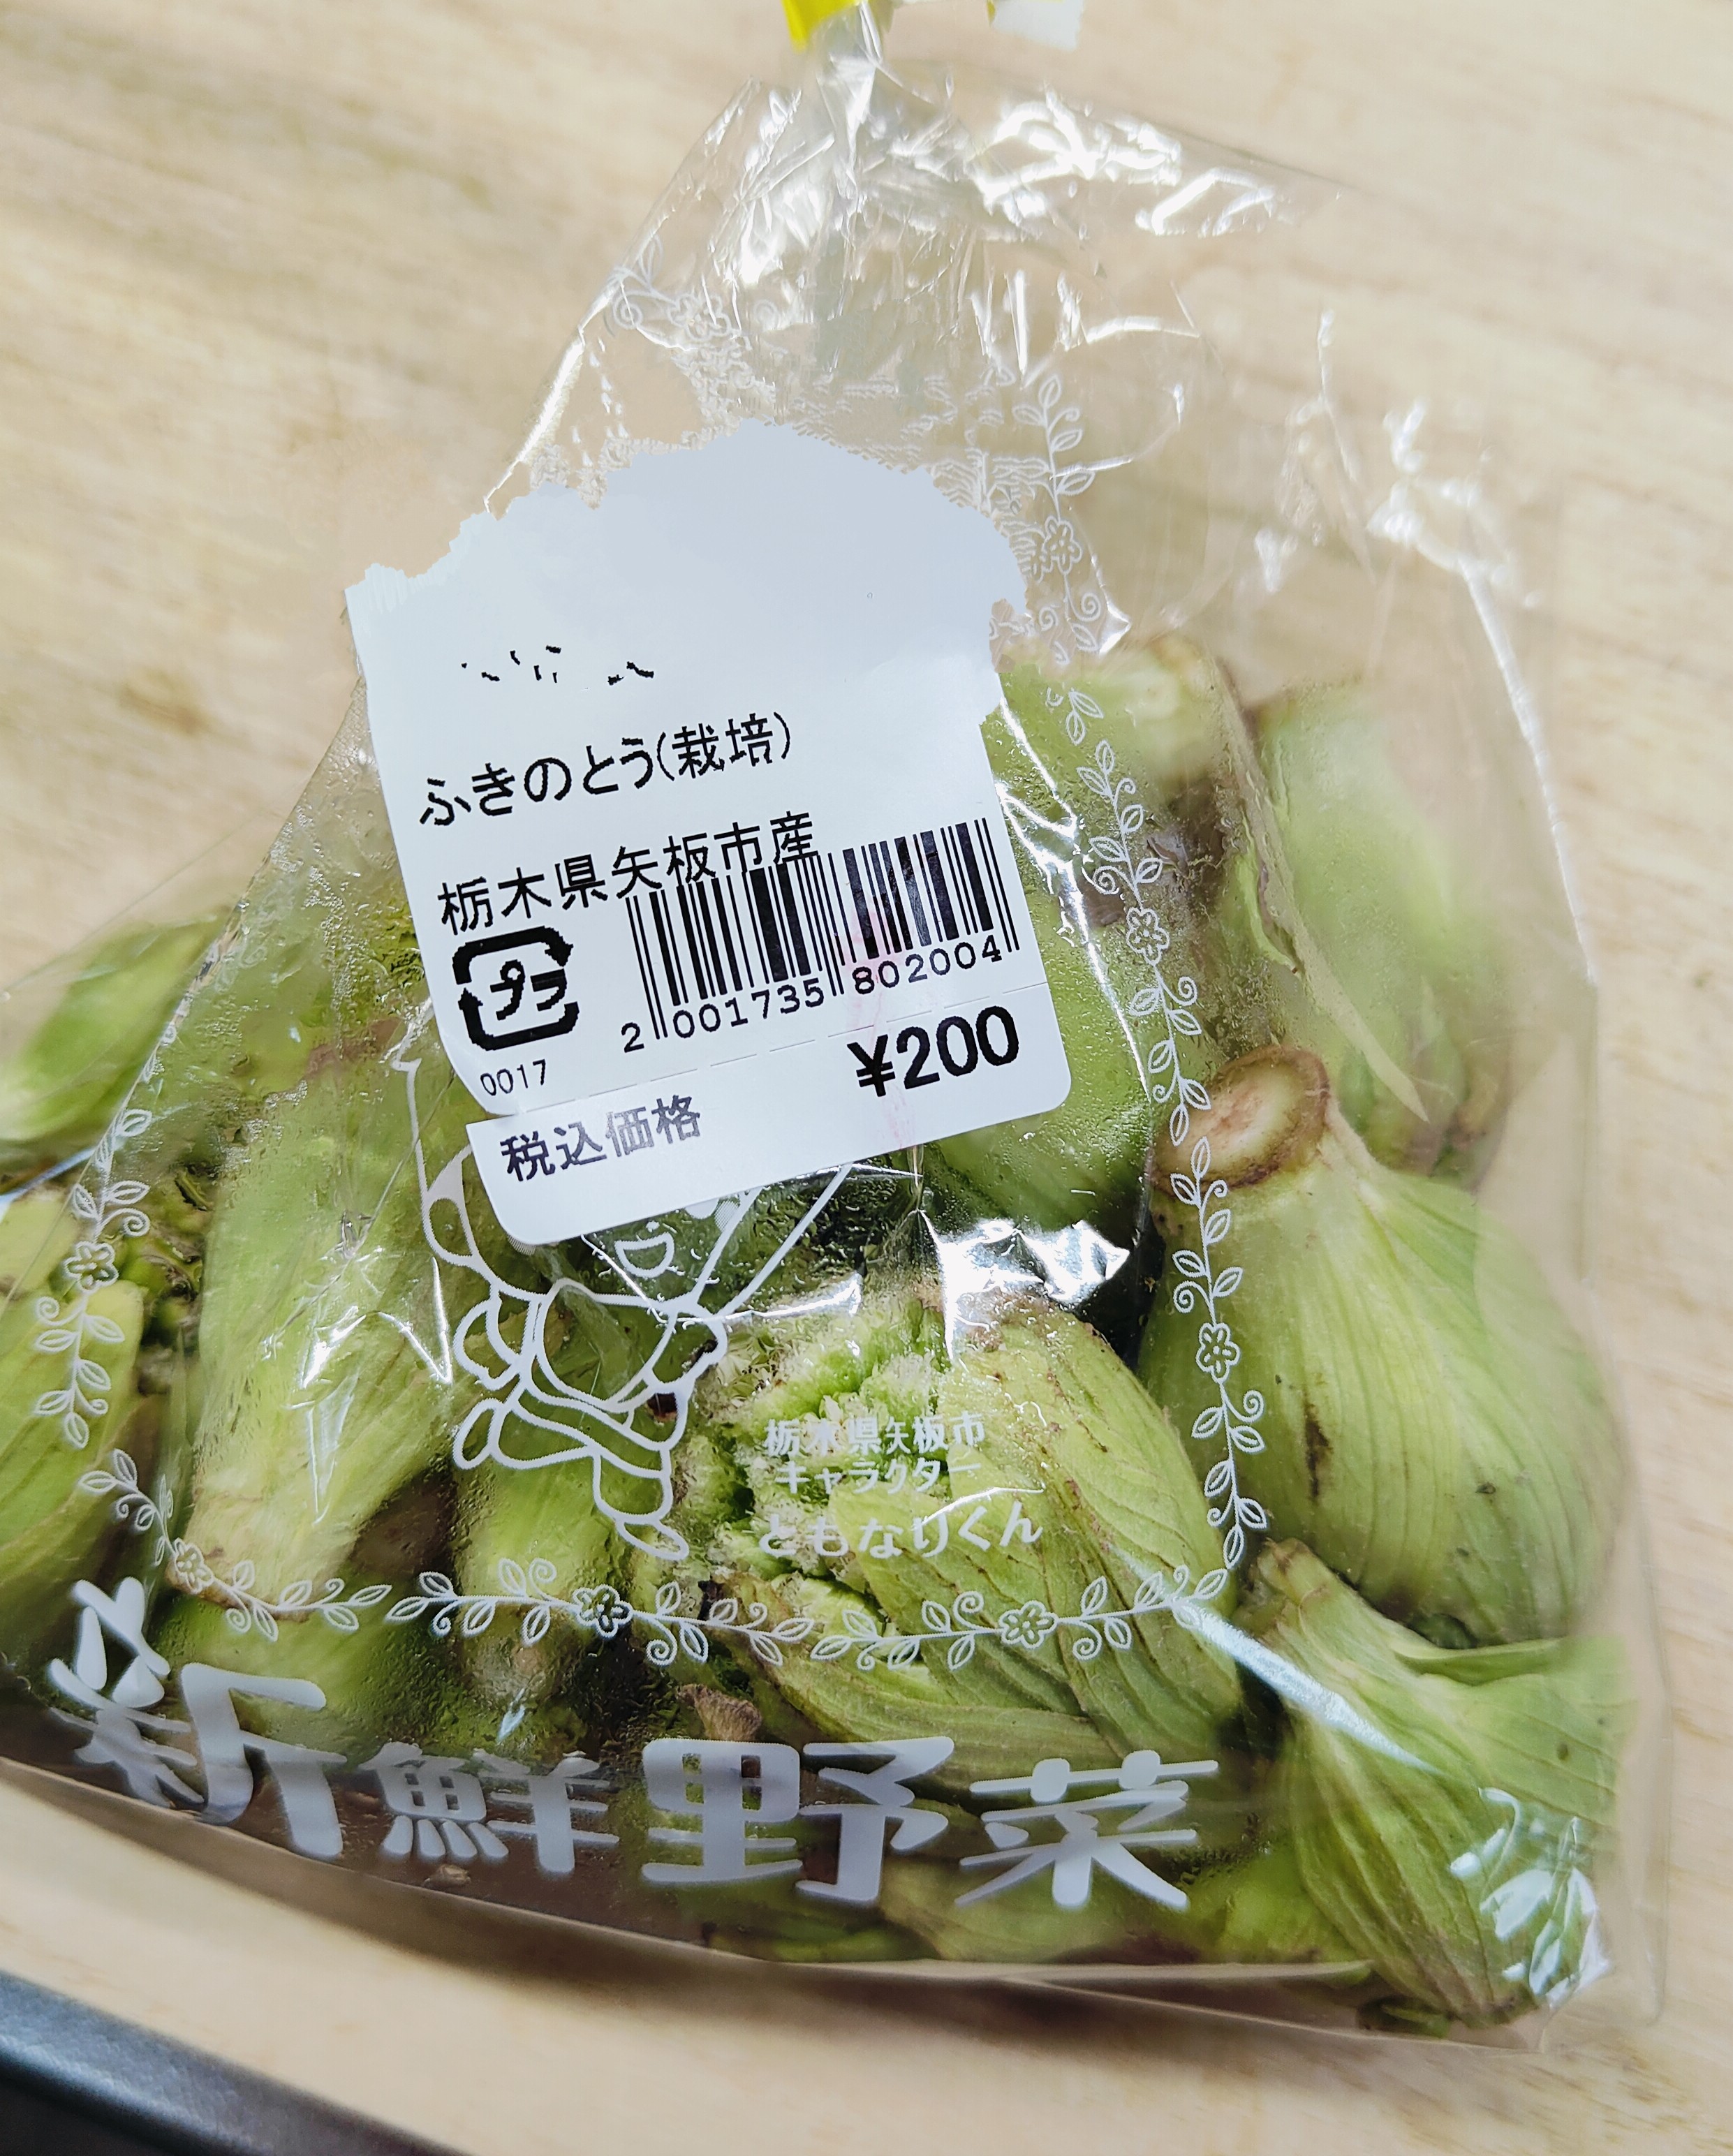 ふきのとう(栽培)
栃木県矢板市産
プラ
2 001735 802004
0017
¥200
税込価格
栃木県矢板市
キャラクター
ともなりくん
新鮮野菜